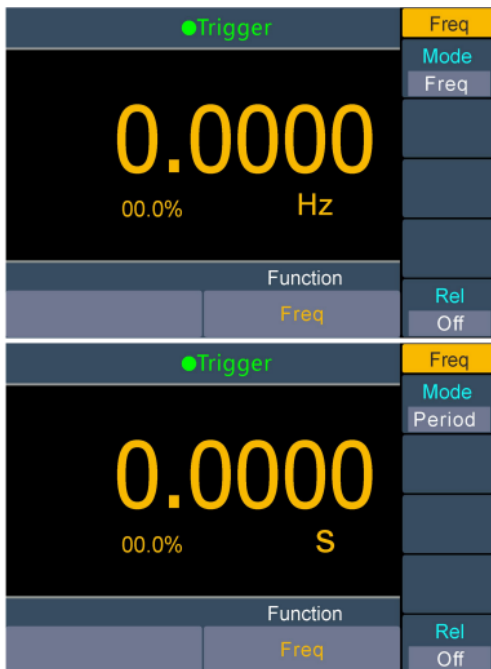 ●Trigger
Freq
Mode
Freq
0.0000
00.0%
Hz
Function
Freq
Rel
Off
●Trigger
Freq
Mode
Period
0.0000
00.0%
S
Function
Freq
Rel
Off